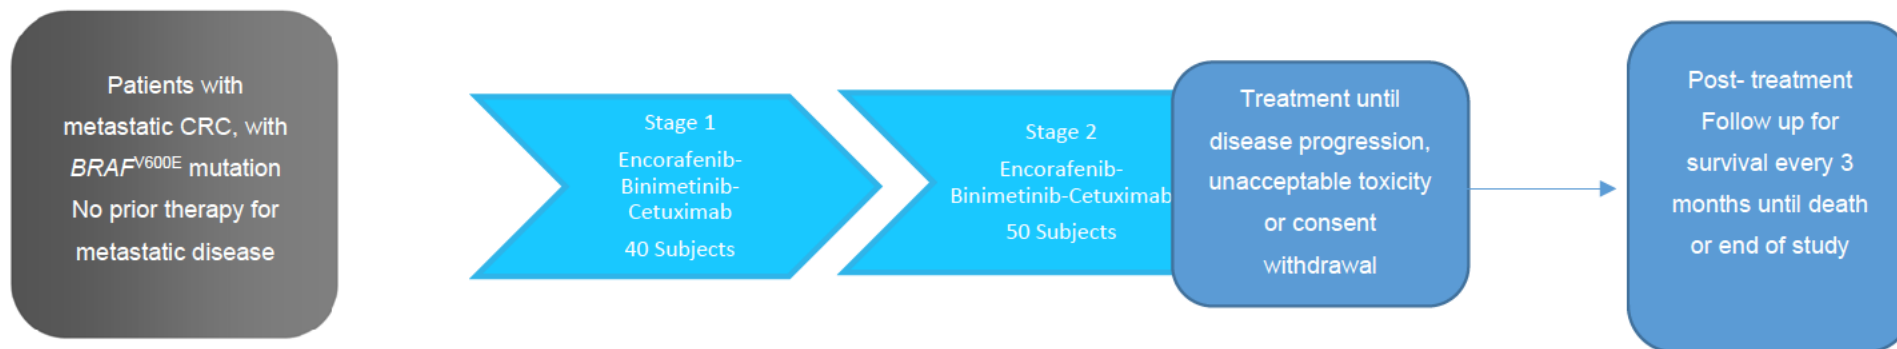 Patients with
metastatic CRC, with
BRAFV600E mutation
No prior therapy for
metastatic disease
Stage 1
Encorafenib-
Binimetinib-
Cetuximab
40 Subjects
Stage 2
Encorafenib-
Binimetinib-Cetuximab
50 Subjects
Treatment until
disease progression,
unacceptable toxicity
or consent
withdrawal
Post- treatment
Follow up for
survival every 3
months until death
or end of study